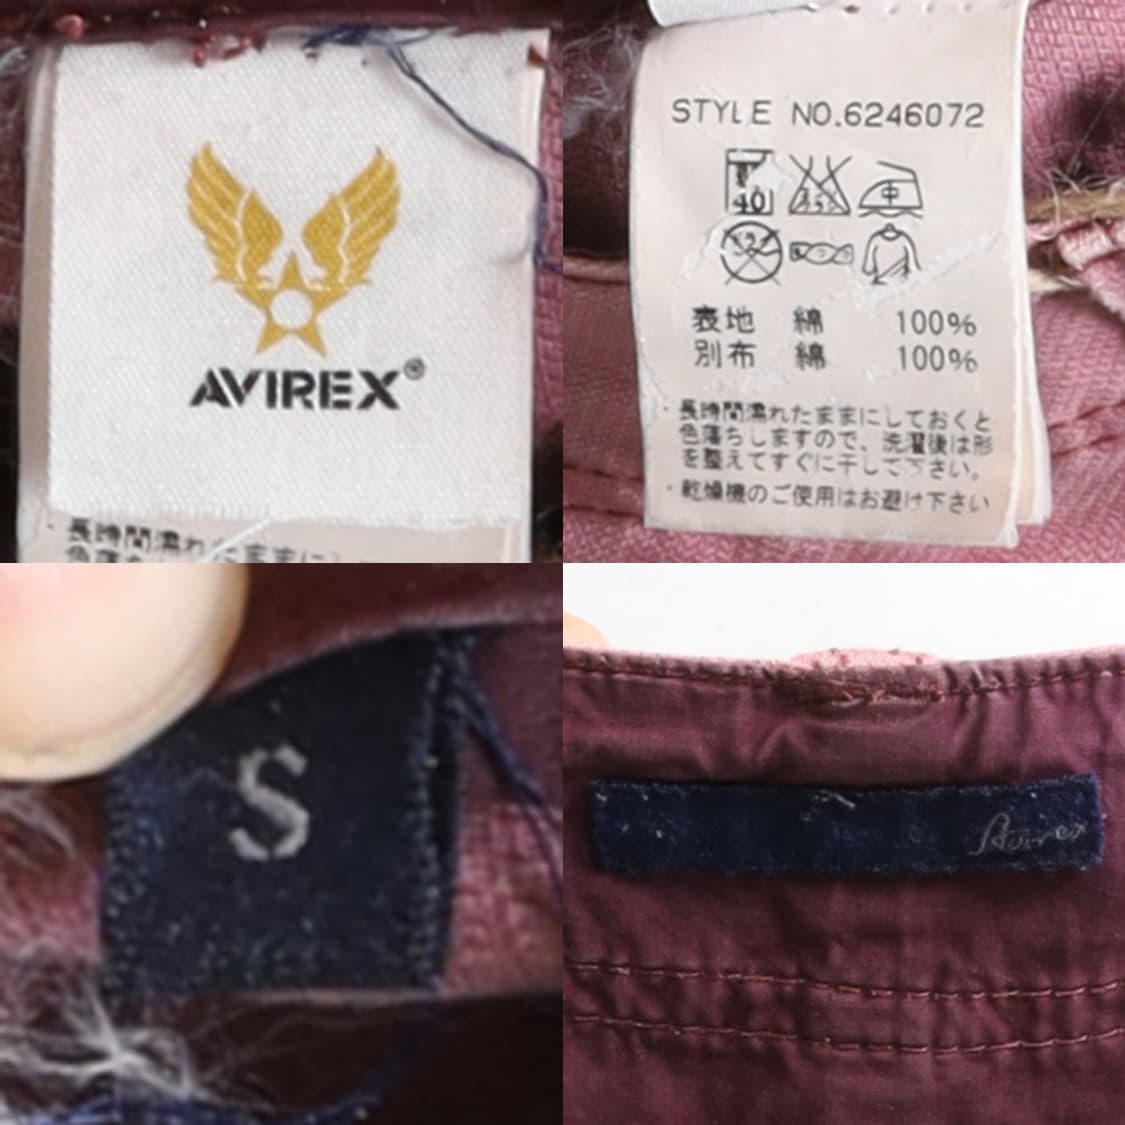 AVIREX®
・長時間濡れたままに
STYLE NO.6246072
40
中
表地 綿 100%
別布 綿 100%
・長時間濡れたままにしておくと
色落ちしますので、洗濯後は形
を整えてすぐに干して下さい。
・乾燥機のご使用はお避け下さい
S
Avirex